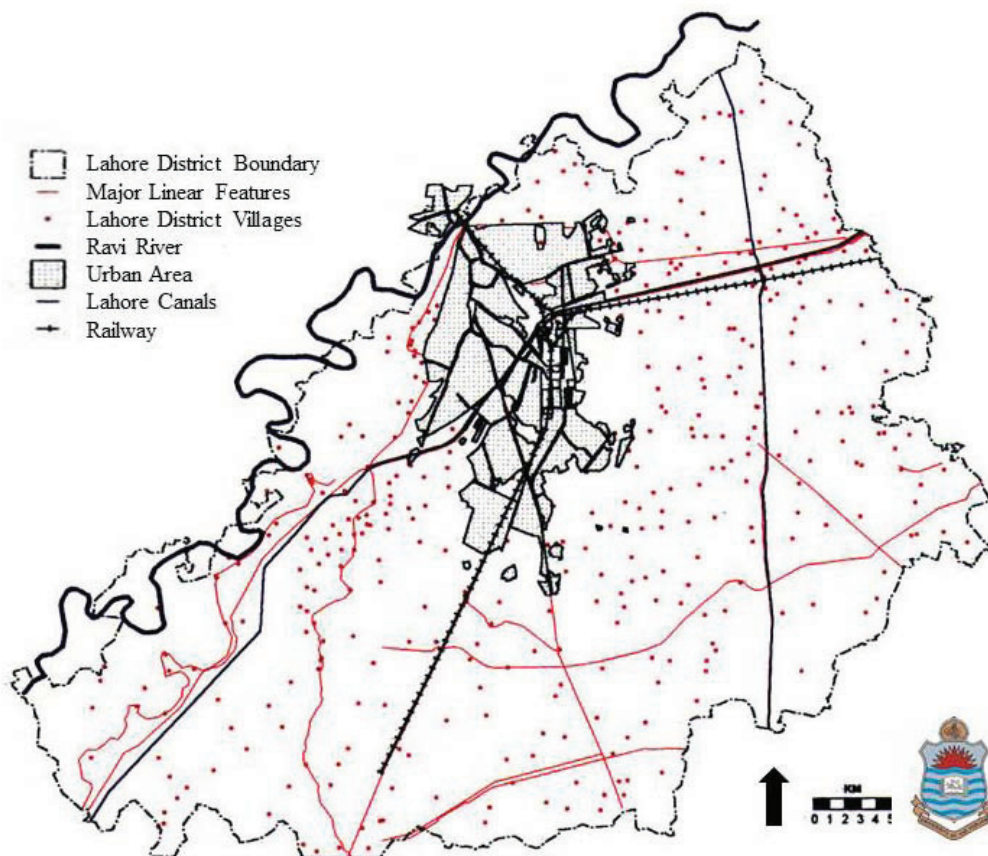 Lahore District Boundary
Major Linear Features
Lahore District Villages
Ravi River
Urban Area
Lahore Canals
Railway
KM
0 1 2 3 4 5